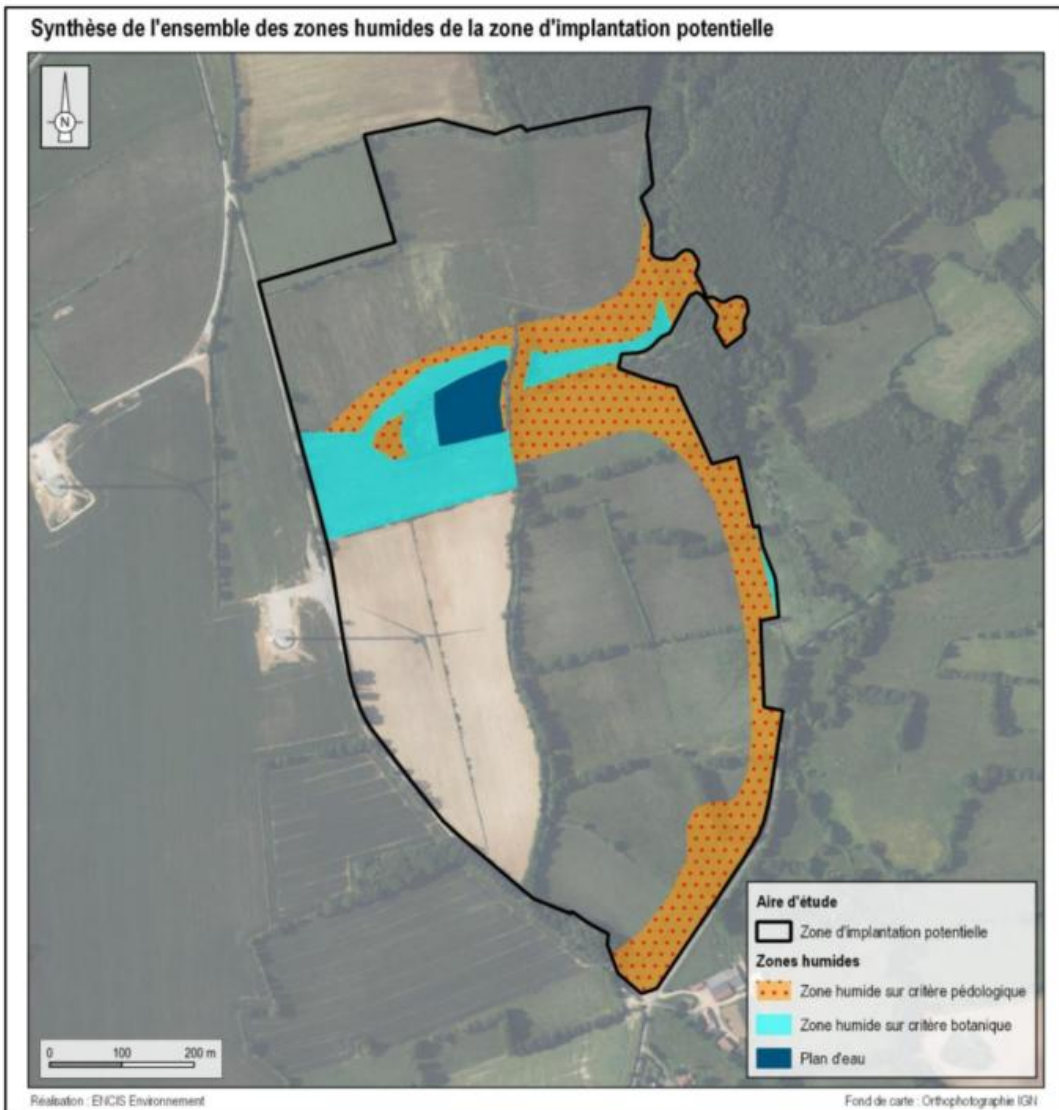 Synthèse de l'ensemble des zones humides de la zone d'implantation potentielle
N
Aire d'étude
Zone d'implantation potentielle
Zones humides
Zone humide sur critère pédologique
Zone humide sur critère botanique
Plan d'eau
0 100 200 m
Réalisation : ENCIS Environnement
Fond de carte : Orthophotographie IGN